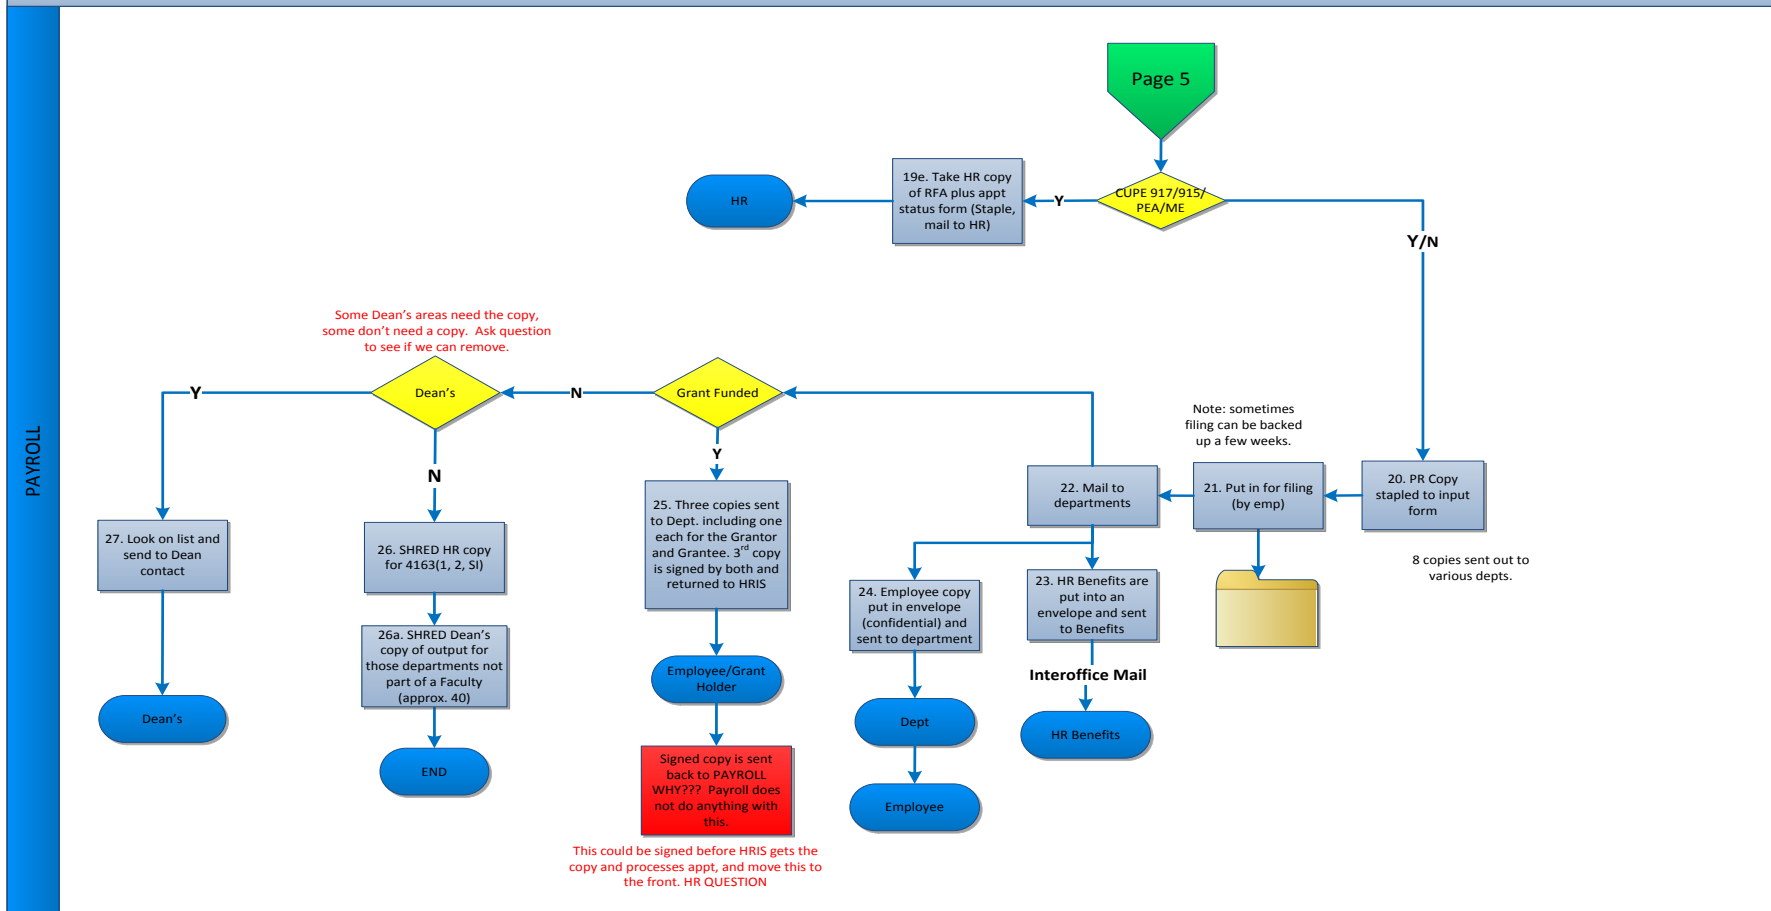 PAYROLL
Page 5
CUPE 917/915/
PEA/ME
Y
19e. Take HR copy
of RFA plus appt
status form (Staple,
mail to HR)
HR
Y/N
20. PR Copy
stapled to input
form
8 copies sent out to
various depts.
Note: sometimes
filing can be backed
up a few weeks.
21. Put in for filing
(by emp)
22. Mail to
departments
23. HR Benefits are
put into an
envelope and sent
to Benefits
Interoffice Mail
HR Benefits
24. Employee copy
put in envelope
(confidential) and
sent to department
Dept
Employee
Grant Funded
Y
25. Three copies sent
to Dept. including one
each for the Grantor
and Grantee. 3rd copy
is signed by both and
returned to HRIS
Employee/Grant
Holder
Signed copy is sent
back to PAYROLL
WHY??? Payroll does
not do anything with
this.
This could be signed before HRIS gets the
copy and processes appt, and move this to
the front. HR QUESTION
N
Some Dean's areas need the copy,
some don't need a copy. Ask question
to see if we can remove.
Dean's
N
26. SHRED HR copy
for 4163(1, 2, SI)
26a. SHRED Dean's
copy of output for
those departments not
part of a Faculty
(approx. 40)
END
Y
27. Look on list and
send to Dean
contact
Dean's